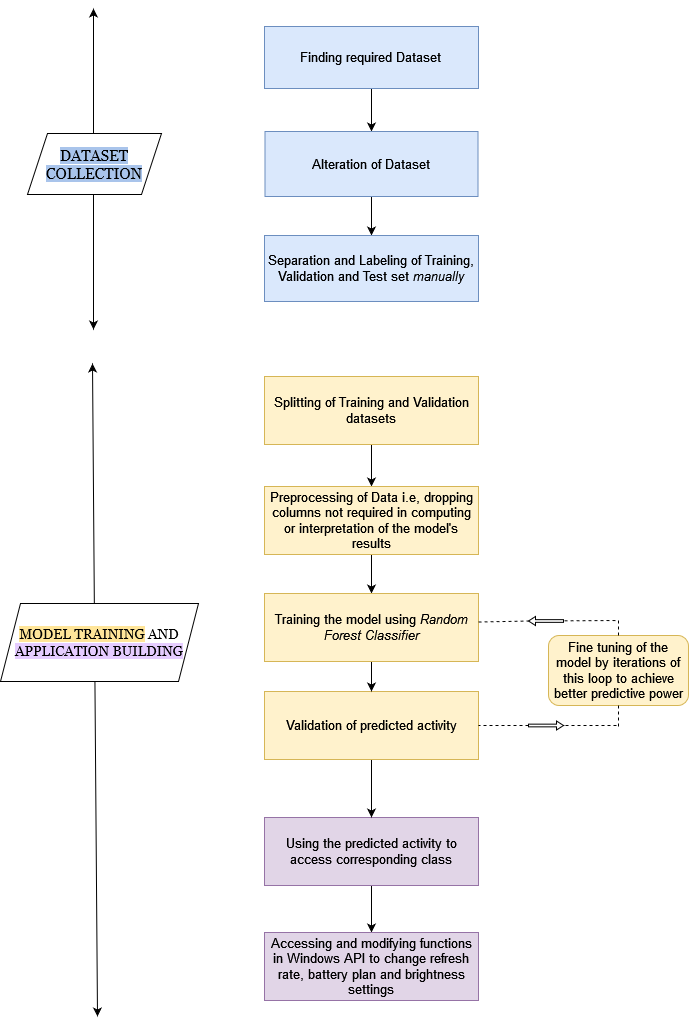 Finding required Dataset
DATASET
COLLECTION
Alteration of Dataset
Separation and Labeling of Training,
Validation and Test set manually
Splitting of Training and Validation
datasets
Preprocessing of Data i.e, dropping
columns not required in computing
or interpretation of the model's
results
MODEL TRAINING AND
APPLICATION BUILDING
Training the model using Random
Forest Classifier
Fine tuning of the
model by iterations of
this loop to achieve
better predictive power
Validation of predicted activity
Using the predicted activity to
access corresponding class
Accessing and modifying functions
in Windows API to change refresh
rate, battery plan and brightness
settings